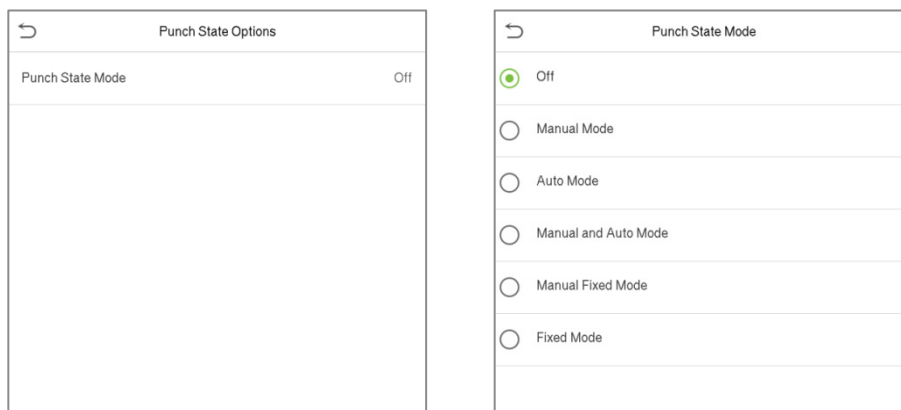 Punch State Options
Punch State Mode Off
Punch State Mode
Off
Manual Mode
Auto Mode
Manual and Auto Mode
Manual Fixed Mode
Fixed Mode